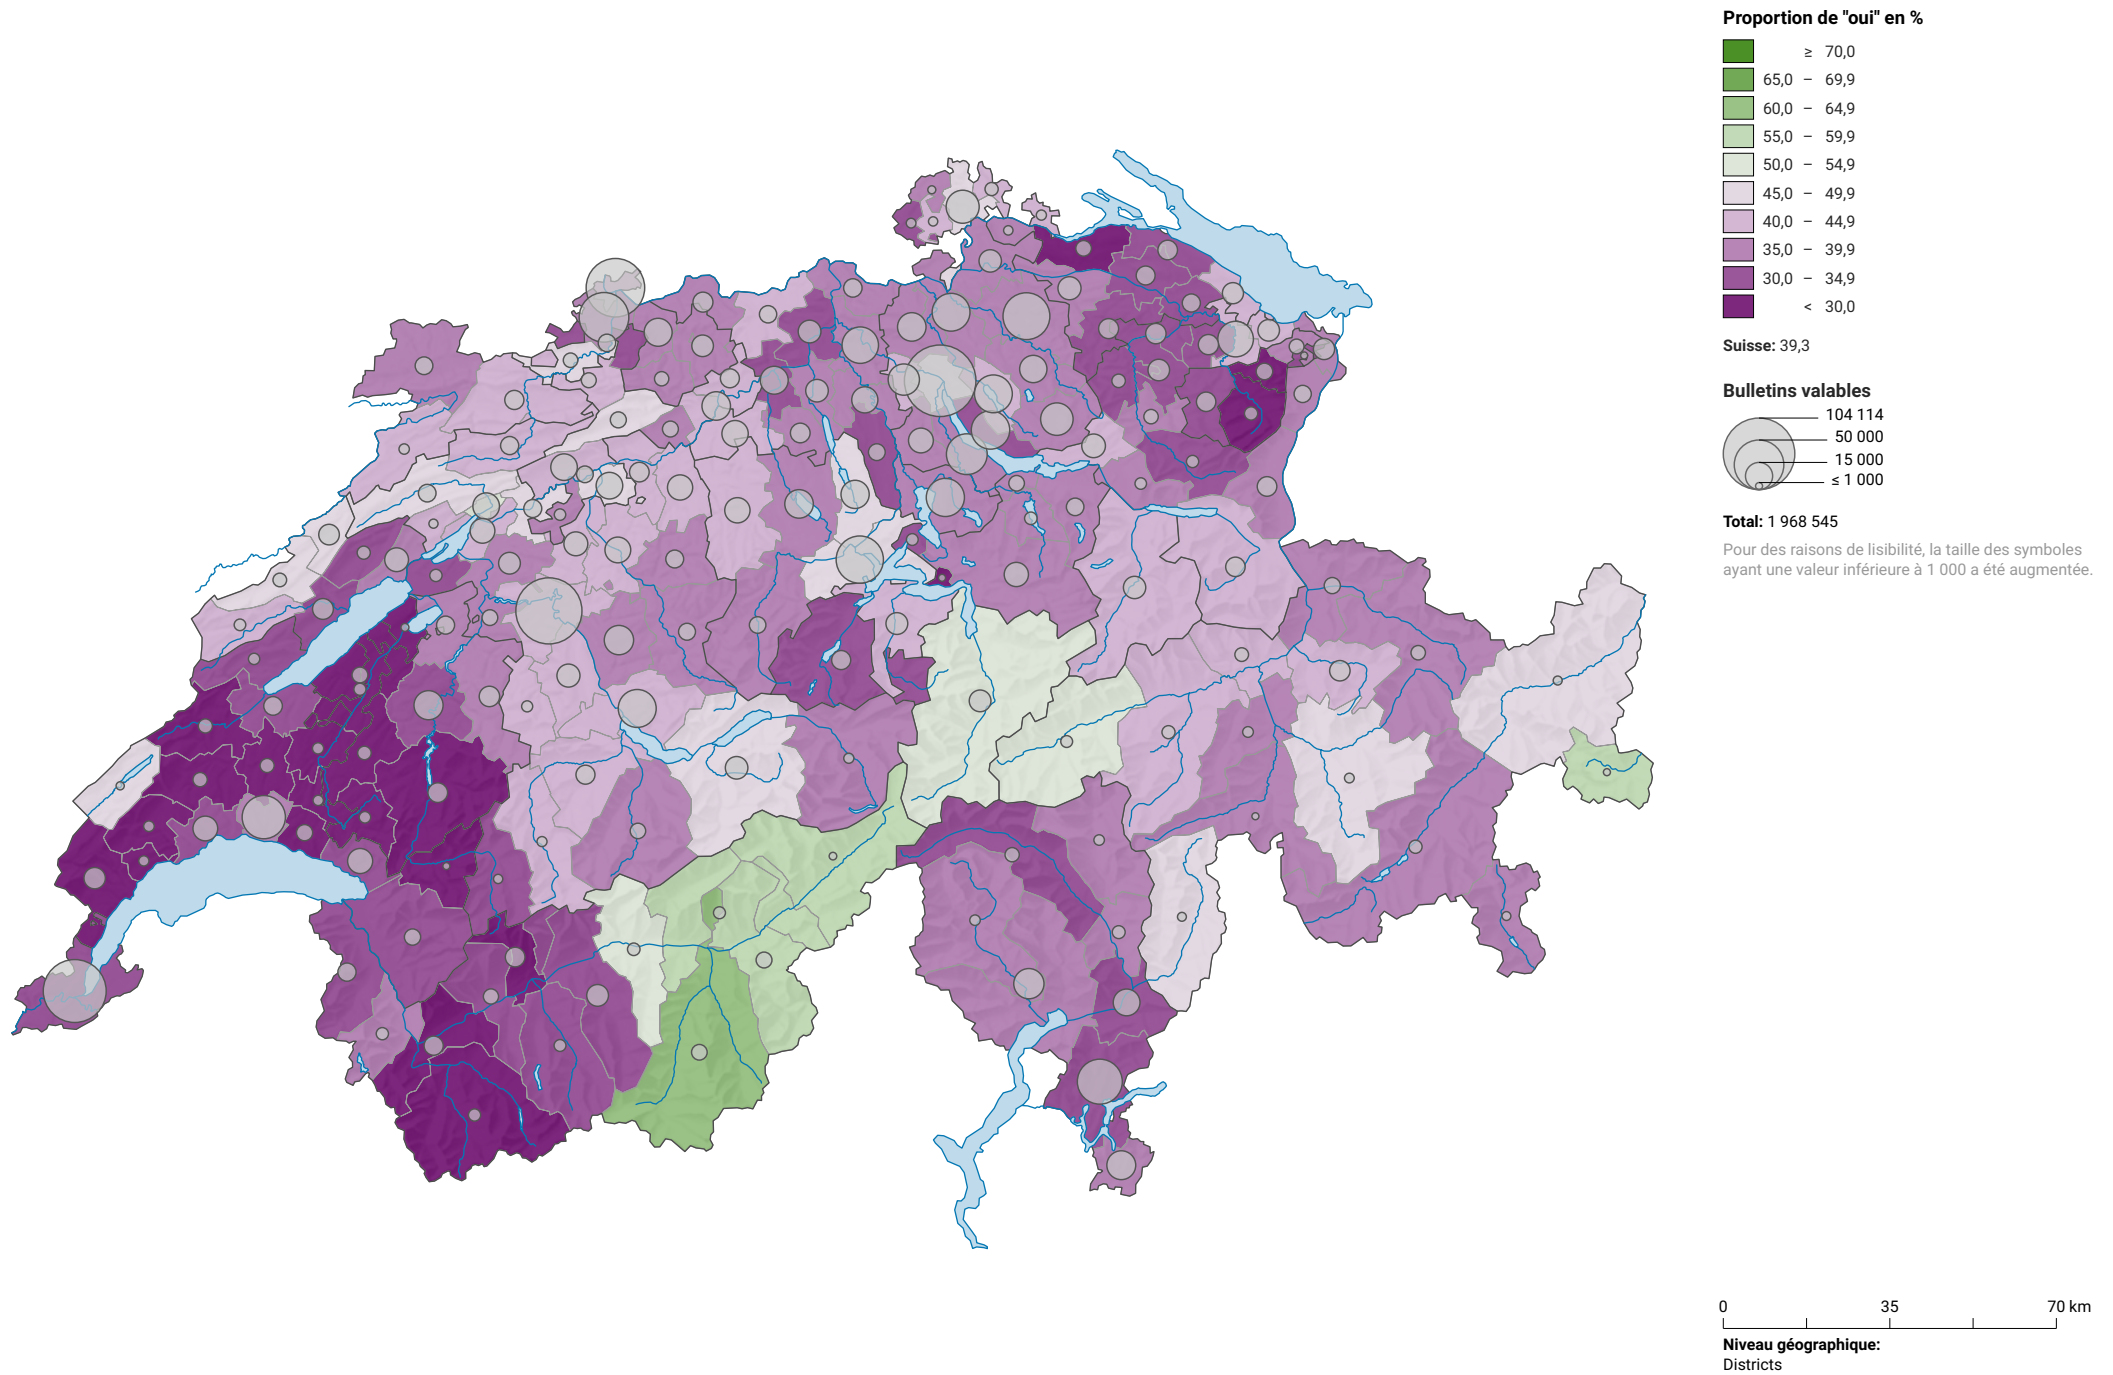 Proportion de "oui" en %
≥ 70,0
65,0 – 69,9
60,0 – 64,9
55,0 – 59,9
50,0 – 54,9
45,0 – 49,9
40,0 – 44,9
35,0 – 39,9
30,0 – 34,9
< 30,0
Suisse: 39,3
Bulletins valables
104 114
50 000
15 000
≤ 1 000
Total: 1 968 545
Pour des raisons de lisibilité, la taille des symboles
ayant une valeur inférieure à 1 000 a été augmentée.
0 35 70 km
Niveau géographique:
Districts